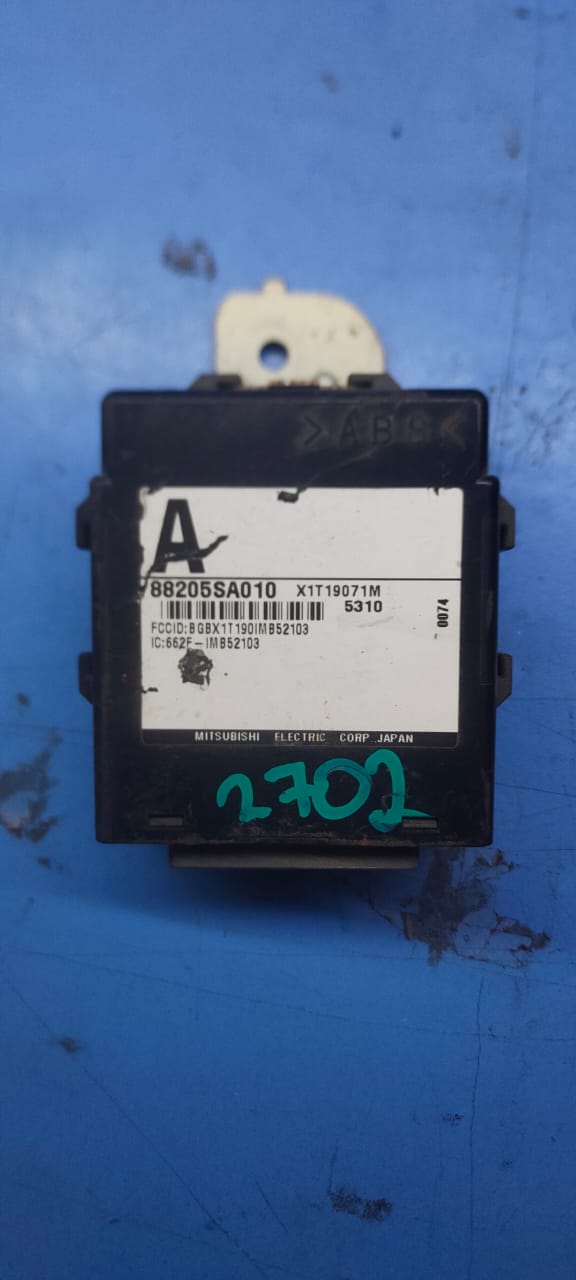 >ABS<
A
88205SA010 X1T19071M
5310
0074
FCCID:BGBX1T190IMB52103
IC:662F-IMB52103
MITSUBISHI ELECTRIC CORP. JAPAN
2702